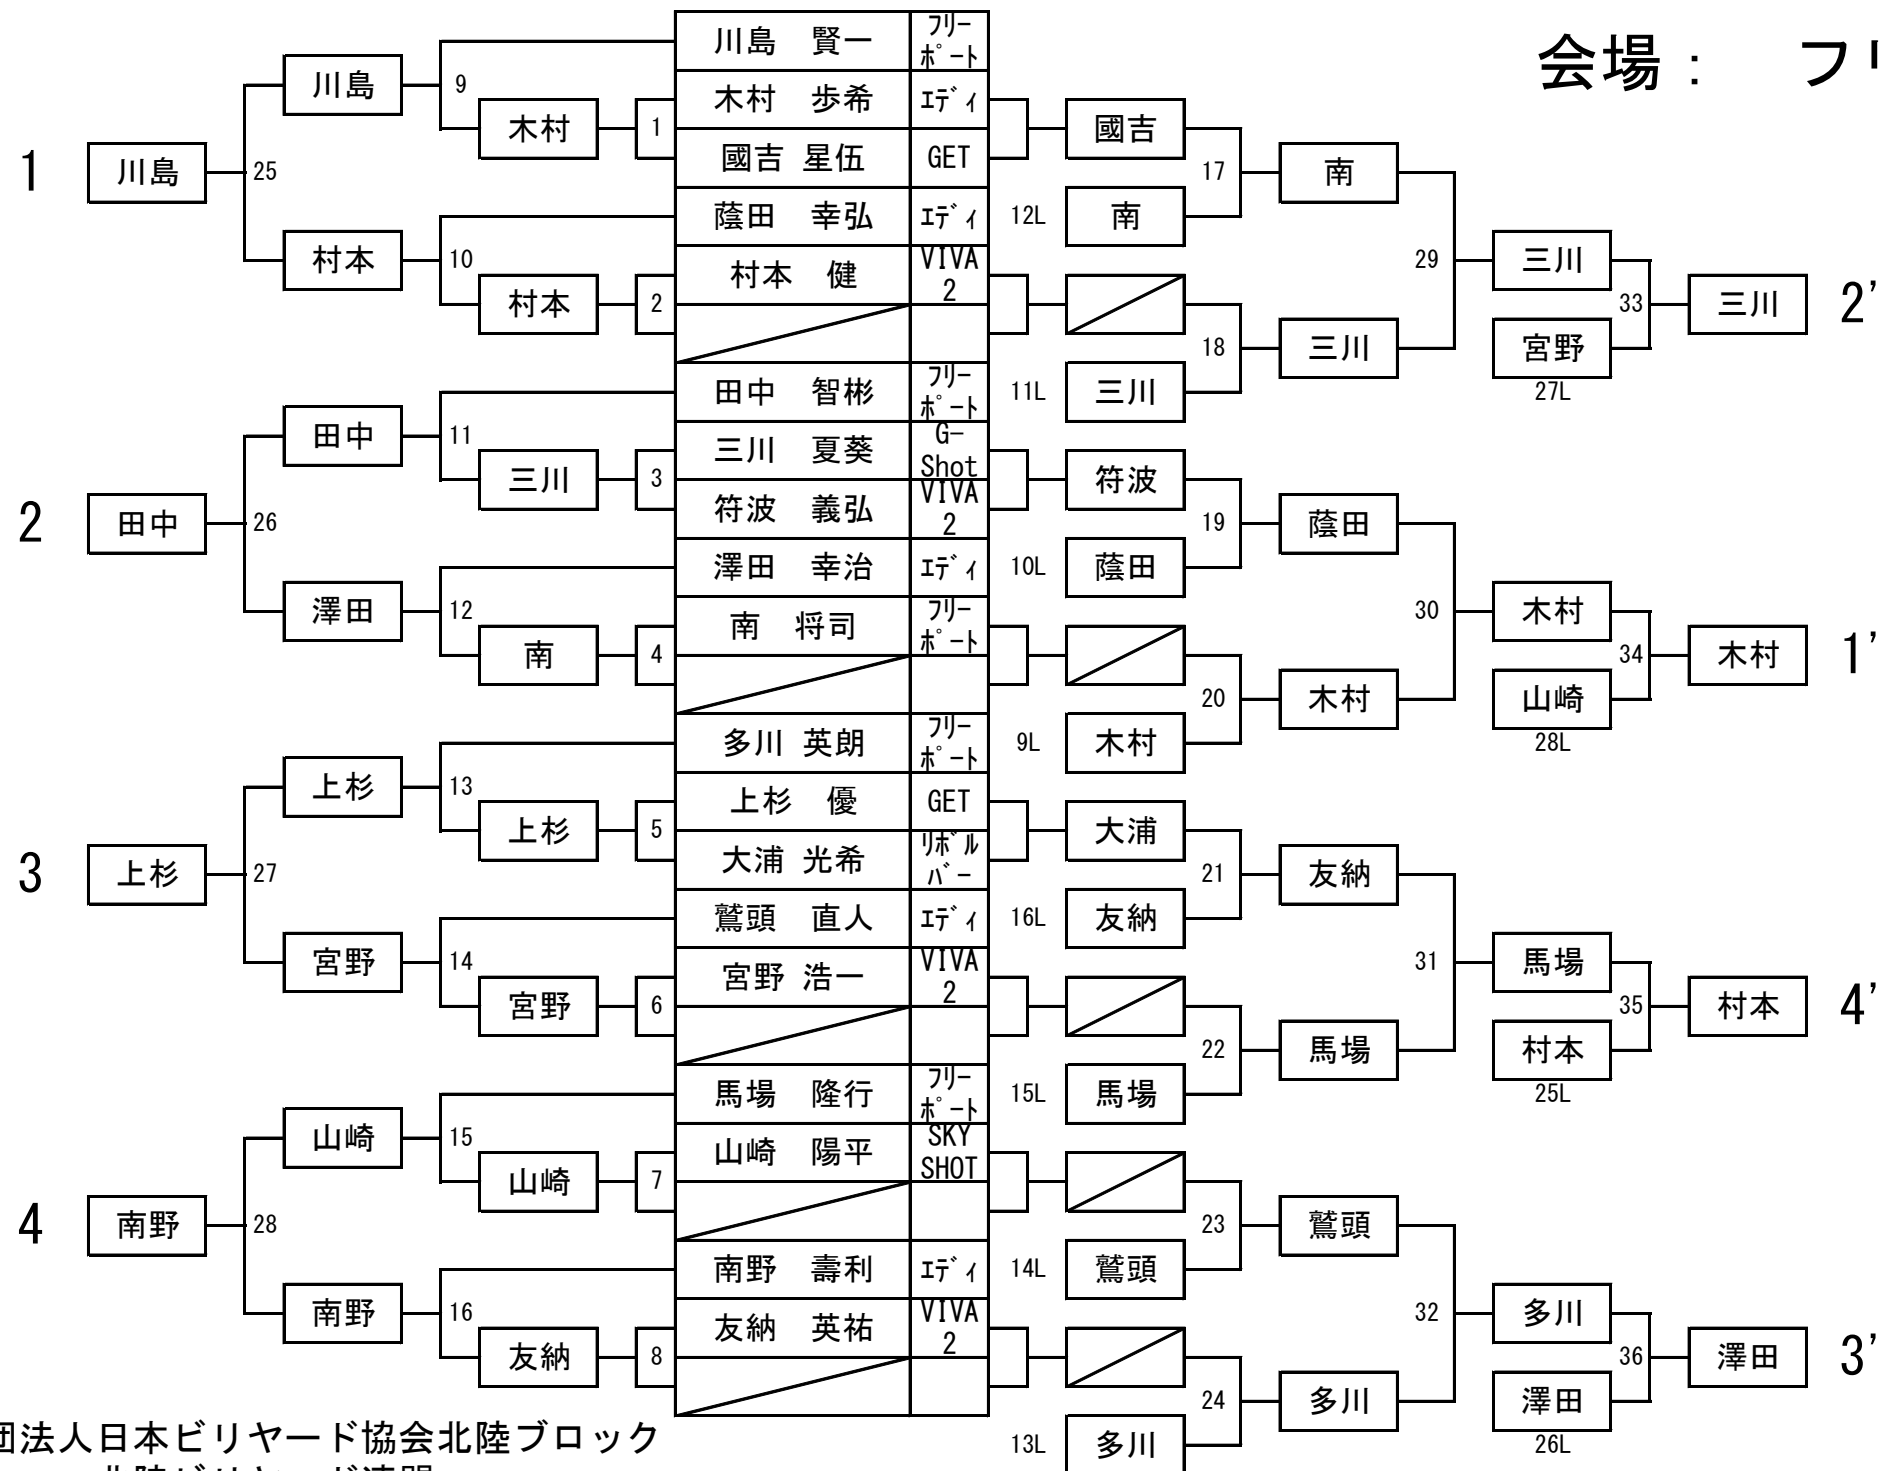 会場： フリ
川島 賢一 ﾌﾘｰﾎﾟｰﾄ
木村 歩希 ｴﾃﾞｨ
國吉 星伍 GET
蔭田 幸弘 ｴﾃﾞｨ
村本 健 VIVA2
田中 智彬 ﾌﾘｰﾎﾟｰﾄ
三川 夏葵 G-Shot
符波 義弘 VIVA2
澤田 幸治 ｴﾃﾞｨ
南 将司 ﾌﾘｰﾎﾟｰﾄ
多川 英朗 ﾌﾘｰﾎﾟｰﾄ
上杉 優 GET
大浦 光希 ﾘﾎﾞﾙﾊﾞｰ
鷲頭 直人 ｴﾃﾞｨ
宮野 浩一 VIVA2
馬場 隆行 ﾌﾘｰﾎﾟｰﾄ
山崎 陽平 SKY SHOT
南野 壽利 ｴﾃﾞｨ
友納 英祐 VIVA2
1 川島 25
川島 9
木村 1
村本 10
村本 2
2 田中 26
田中 11
三川 3
澤田 12
南 4
3 上杉 27
上杉 13
上杉 5
宮野 14
宮野 6
4 南野 28
山崎 15
山崎 7
南野 16
友納 8
國吉
12L 南
17 南
11L 三川
18 三川
29 三川
宮野
27L
33 三川 2'
符波
10L 蔭田
19 蔭田
9L 木村
20 木村
30 木村
山崎
28L
34 木村 1'
大浦
16L 友納
21 友納
15L 馬場
22 馬場
31 馬場
村本
25L
35 村本 4'
14L 鷲頭
23 鷲頭
13L 多川
24 多川
32 多川
澤田
26L
36 澤田 3'
団法人日本ビリヤード協会北陸ブロック
北陸ビリヤード連盟